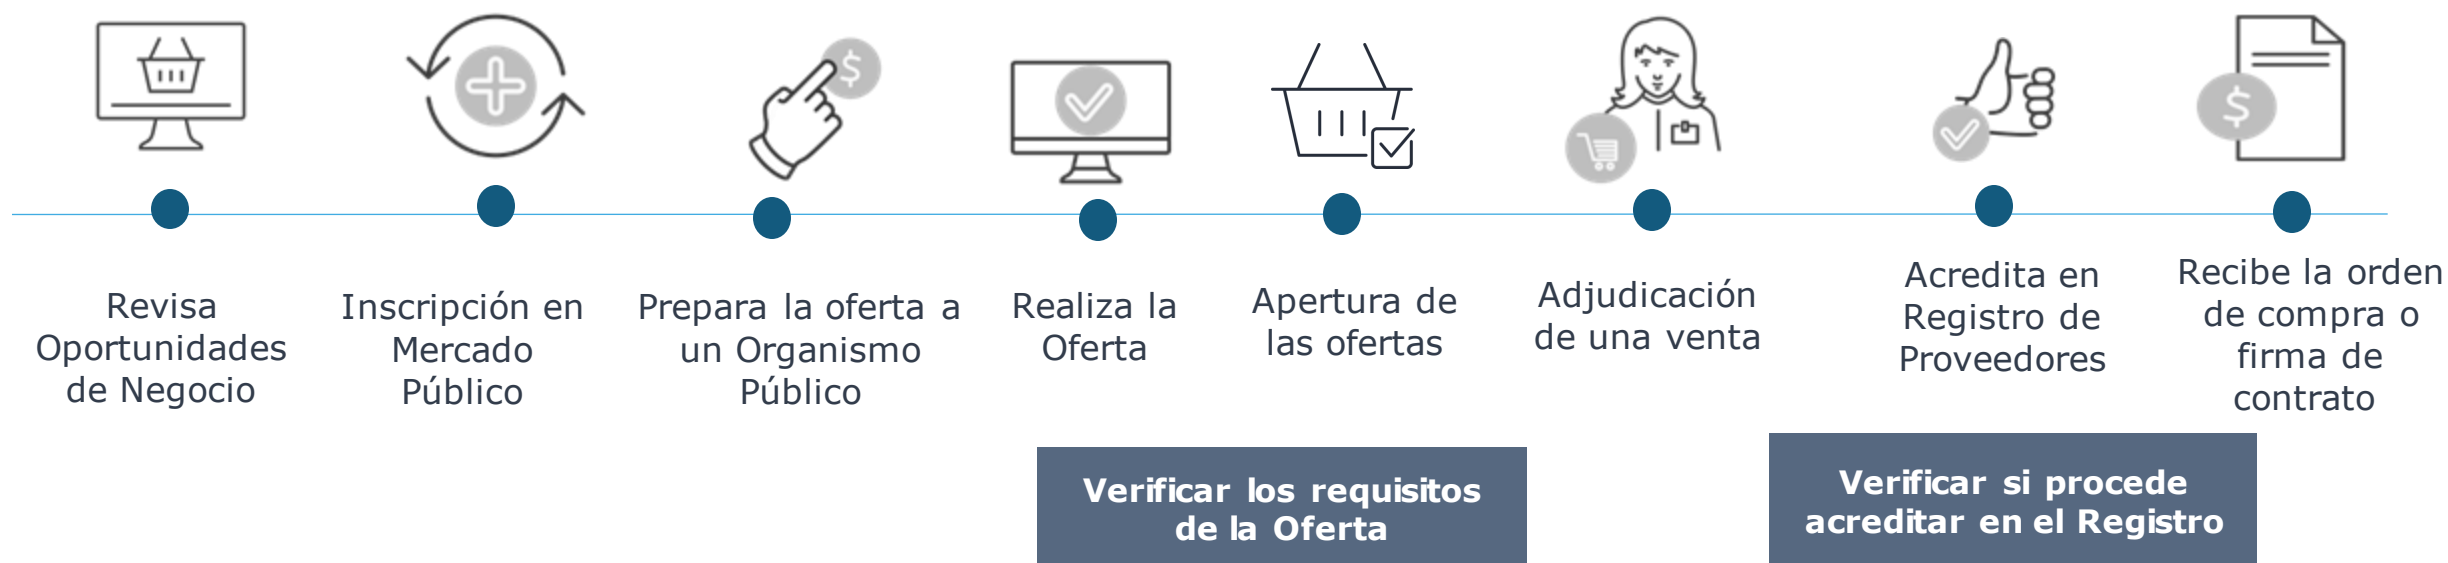 Revisa
Oportunidades
de Negocio
Inscripción en
Mercado
Público
Prepara la oferta a
un Organismo
Público
Realiza la
Oferta
Apertura de
las ofertas
Adjudicación
de una venta
Acredita en
Registro de
Proveedores
Recibe la orden
de compra o
firma de
contrato
Verificar los requisitos
de la Oferta
Verificar si procede
acreditar en el Registro